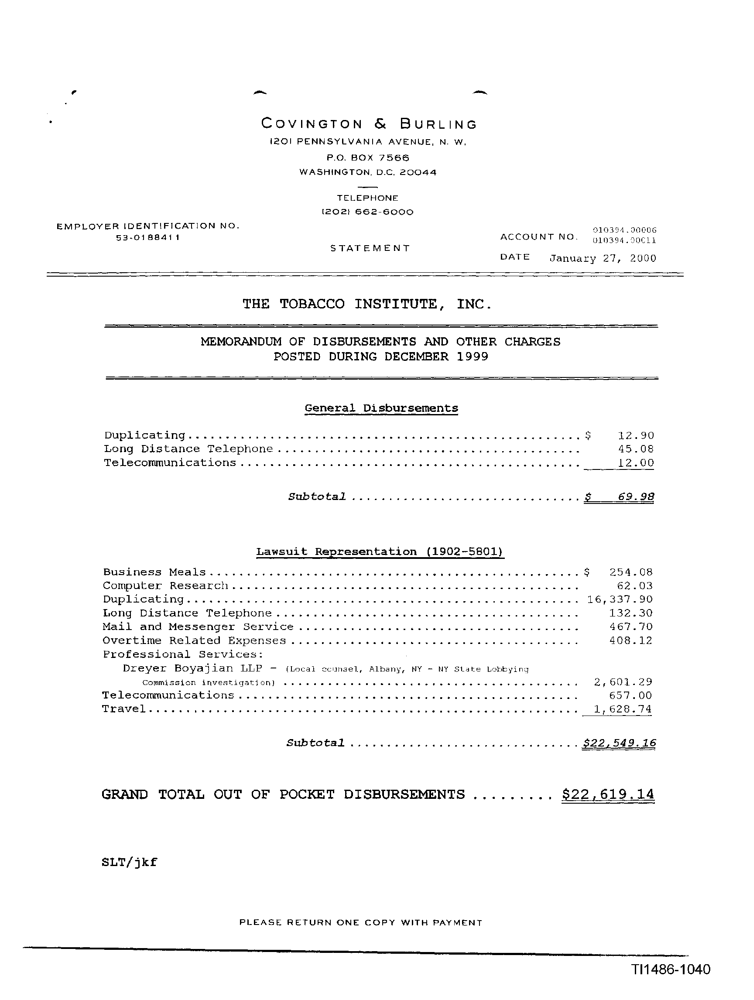 COVINGTON & BURLING
1201 PENNSYLVANIA AVENUE, N. W.
P.O. BOX 7566
WASHINGTON, D.C. 20044
TELEPHONE
(202) 662-6000
EMPLOYER IDENTIFICATION NO.
53-0188411
STATEMENT
ACCOUNT NO. 010394.00006
010394.00011
DATE January 27, 2000
THE TOBACCO INSTITUTE, INC.
MEMORANDUM OF DISBURSEMENTS AND OTHER CHARGES
POSTED DURING DECEMBER 1999
General Disbursements
Duplicating..................................................... $ 12.90
Long Distance Telephone ......................................... 45.08
Telecommunications .............................................. 12.00
Subtotal ............................... $ 69.98
Lawsuit Representation (1902-5801)
Business Meals.................................................. $ 254.08
Computer Research............................................... 62.03
Duplicating..................................................... 16,337.90
Long Distance Telephone ......................................... 132.30
Mail and Messenger Service ...................................... 467.70
Overtime Related Expenses ....................................... 408.12
Professional Services:
Dreyer Boyajian LLP - (Local counsel, Albany, NY - NY State Lobbying
Commission investigation) ........................................ 2,601.29
Telecommunications .............................................. 657.00
Travel.......................................................... 1,628.74
Subtotal ............................... $22,549.16
GRAND TOTAL OUT OF POCKET DISBURSEMENTS ......... $22,619.14
SLT/jkf
PLEASE RETURN ONE COPY WITH PAYMENT
TI1486-1040